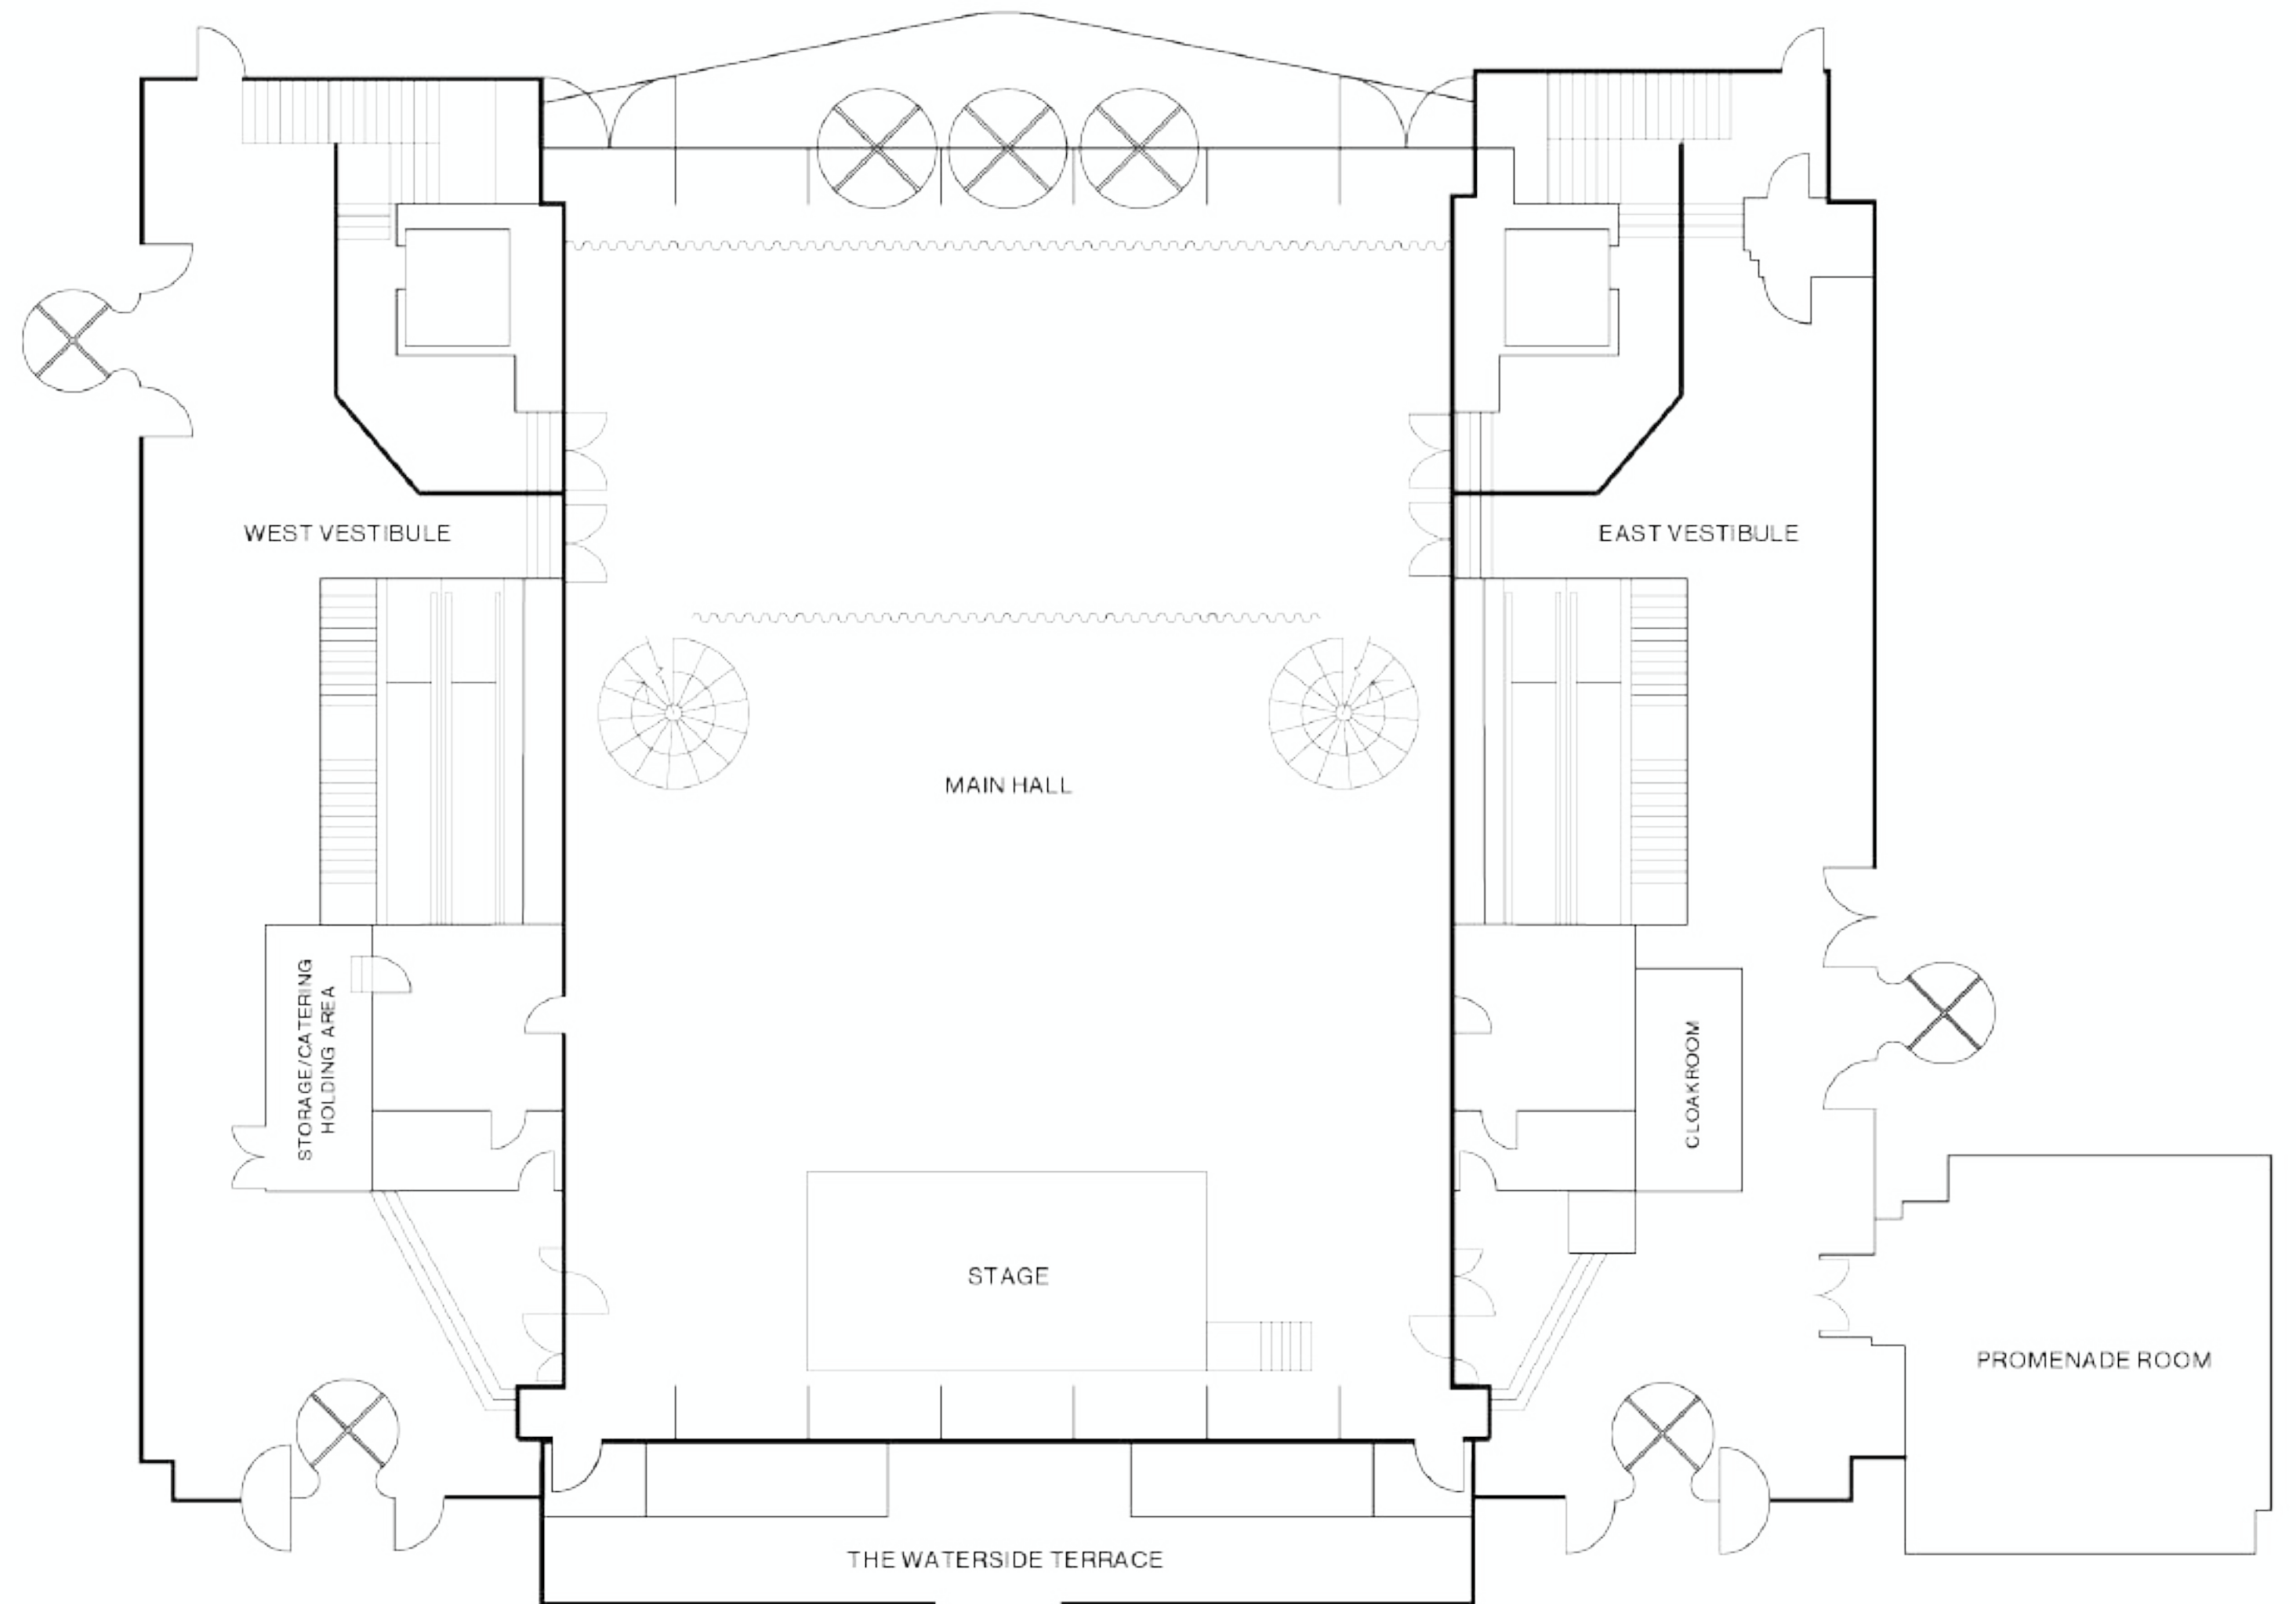 WEST VESTIBULE
EAST VESTIBULE
MAIN HALL
STORAGE/CATERING
HOLDING AREA
CLOAKROOM
STAGE
PROMENADE ROOM
THE WATERSIDE TERRACE